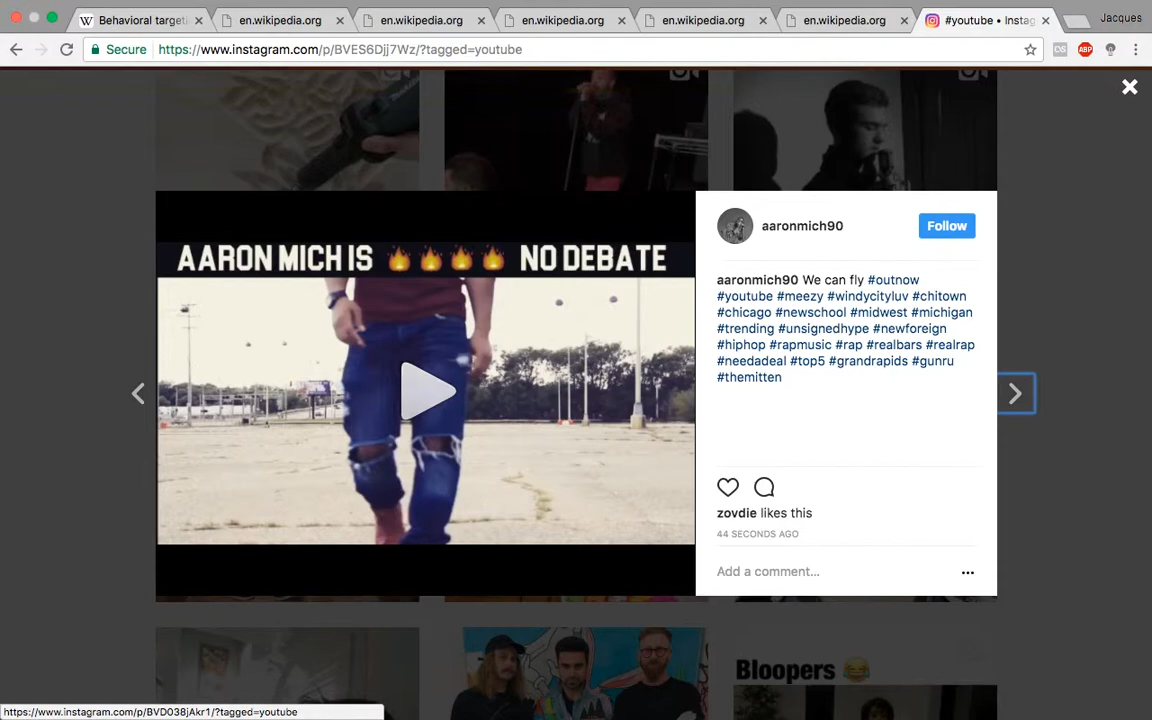 Behavioral targeti
en.wikipedia.org
en.wikipedia.org
en.wikipedia.org
en.wikipedia.org
en.wikipedia.org
#youtube • Instag
Jacques
Secure
https://www.instagram.com/p/BVES6Djj7Wz/?tagged=youtube
AARON MICH IS 🔥🔥🔥🔥 NO DEBATE
aaronmich90
Follow
aaronmich90 We can fly #outnow
#youtube #meezy #windycityluv #chitown
#chicago #newschool #midwest #michigan
#trending #unsignedhype #newforeign
#hiphop #rapmusic #rap #realbars #realrap
#needadeal #top5 #grandrapids #gunru
#themitten
zovdie likes this
44 SECONDS AGO
Add a comment...
Bloopers 😂
https://www.instagram.com/p/BVD038jAkr1/?tagged=youtube